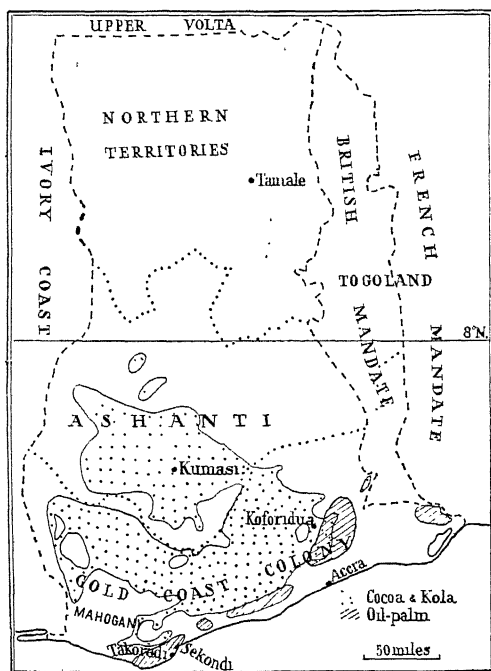 UPPER VOLTA
NORTHERN
TERRITORIES
Tamale
IVORY COAST
BRITISH MANDATE
FRENCH MANDATE
TOGOLAND
8°N.
ASHANTI
Kumasi
Koforidua
GOLD COAST COLONY
Accra
MAHOGANY
Takoradi
Sekondi
Cocoa & Kola
Oil-palm
50 miles